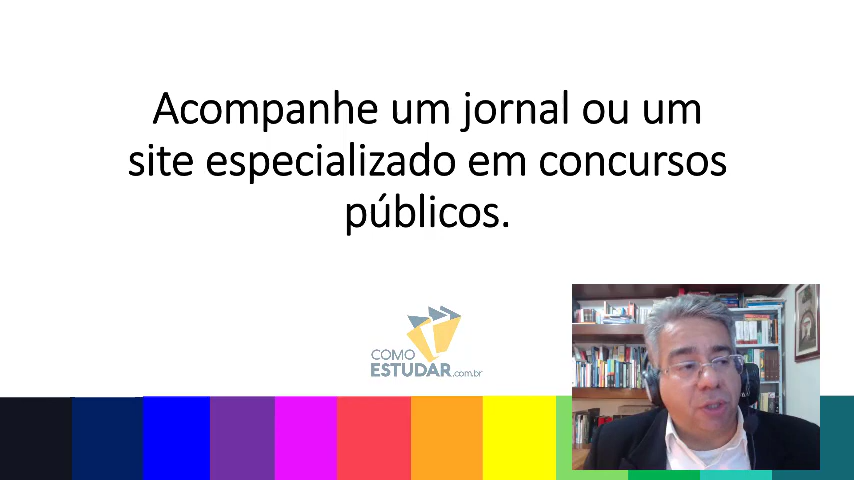 Acompanhe um jornal ou um
site especializado em concursos
públicos.
COMO
ESTUDAR.com.br